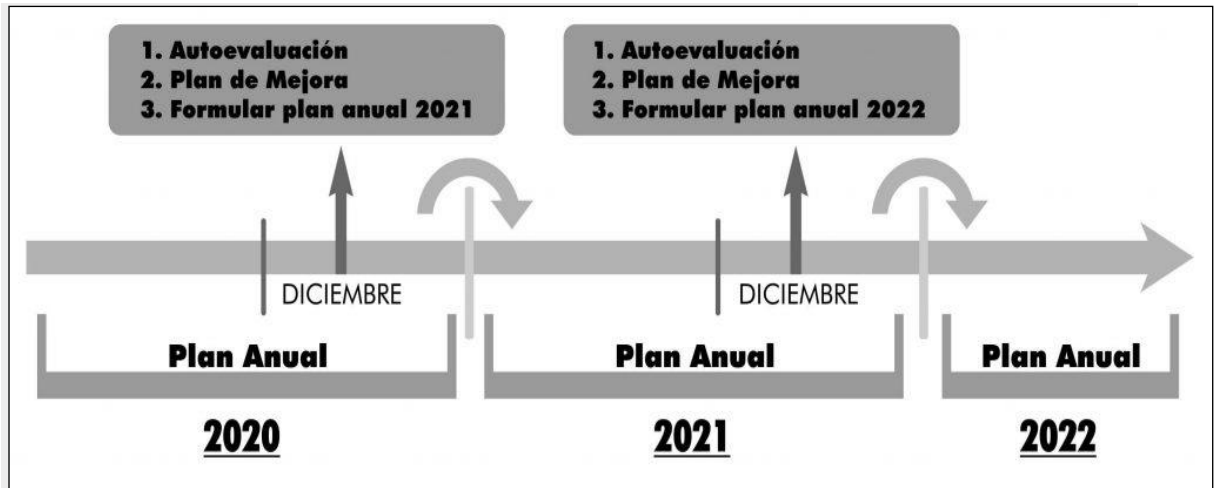 1. Autoevaluación
2. Plan de Mejora
3. Formular plan anual 2021
1. Autoevaluación
2. Plan de Mejora
3. Formular plan anual 2022
DICIEMBRE
DICIEMBRE
Plan Anual
Plan Anual
Plan Anual
2020
2021
2022